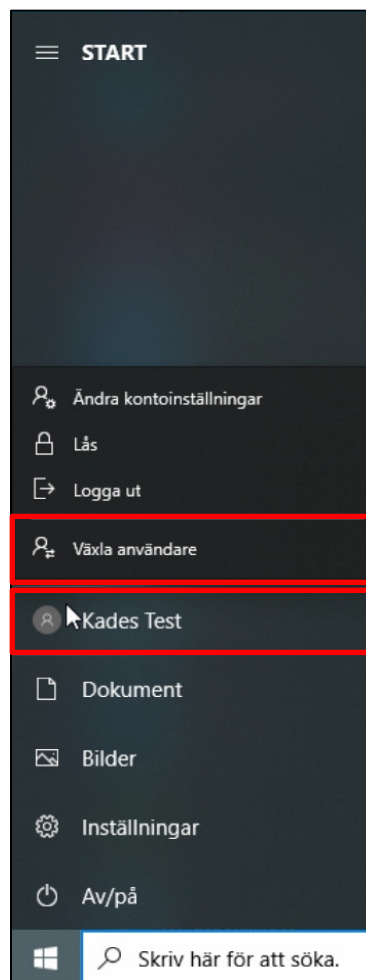 START
Ändra kontoinställningar
Lås
Logga ut
Växla användare
Kades Test
Dokument
Bilder
Inställningar
Av/på
Skriv här för att söka.